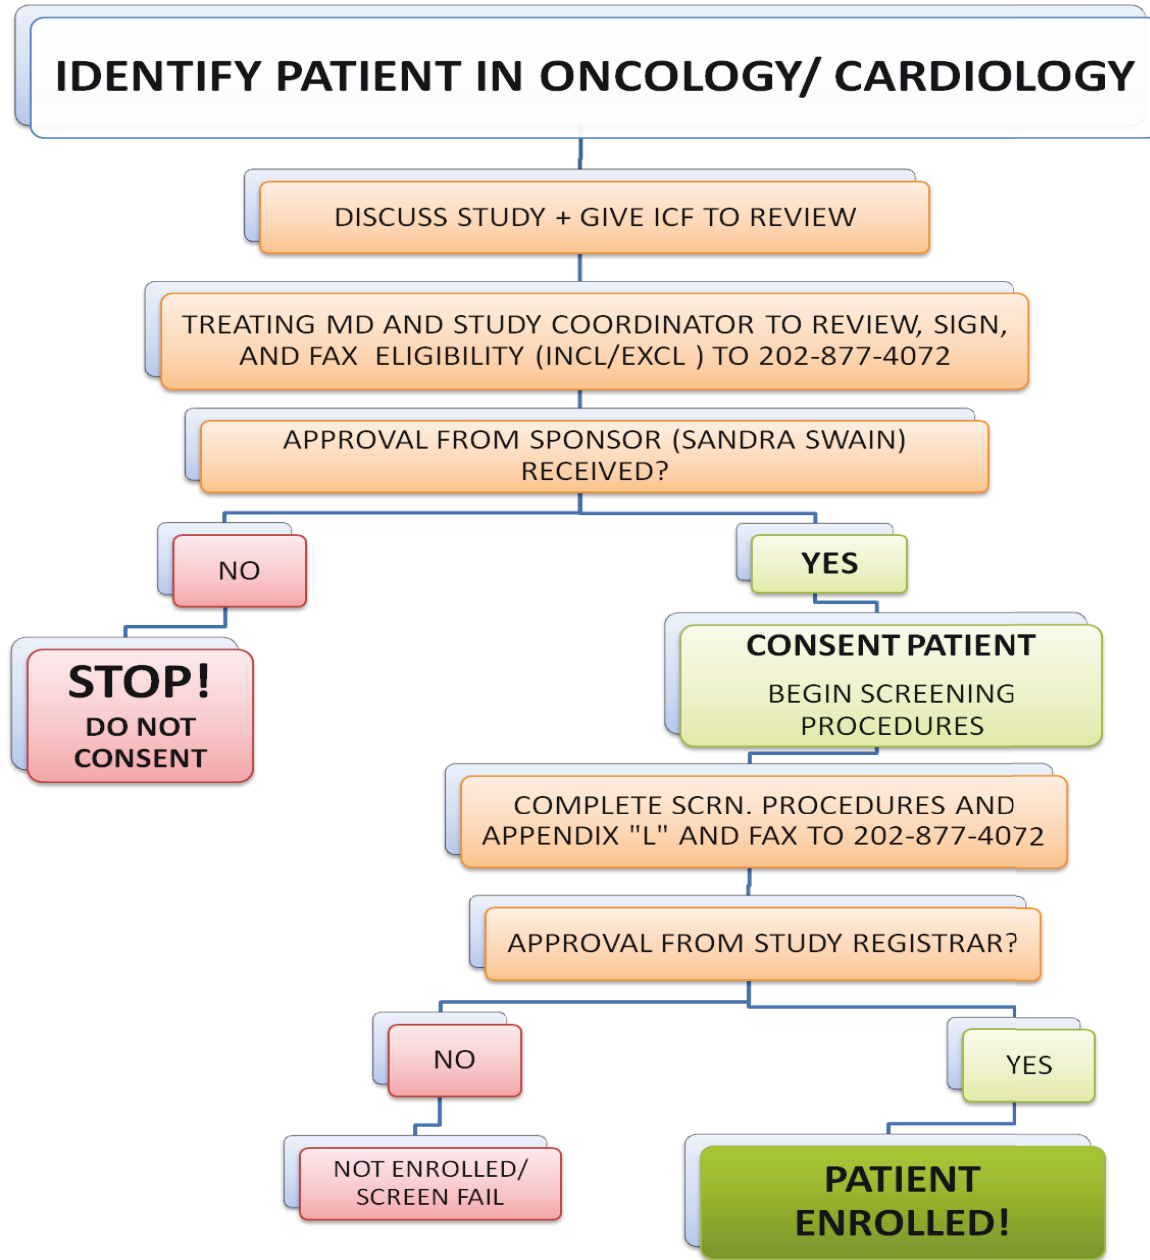 IDENTIFY PATIENT IN ONCOLOGY/ CARDIOLOGY
DISCUSS STUDY + GIVE ICF TO REVIEW
TREATING MD AND STUDY COORDINATOR TO REVIEW, SIGN,
AND FAX ELIGIBILITY (INCL/EXCL ) TO 202-877-4072
APPROVAL FROM SPONSOR (SANDRA SWAIN)
RECEIVED?
NO
YES
STOP!
DO NOT
CONSENT
CONSENT PATIENT
BEGIN SCREENING
PROCEDURES
COMPLETE SCRN. PROCEDURES AND
APPENDIX "L" AND FAX TO 202-877-4072
APPROVAL FROM STUDY REGISTRAR?
NO
YES
NOT ENROLLED/
SCREEN FAIL
PATIENT
ENROLLED!